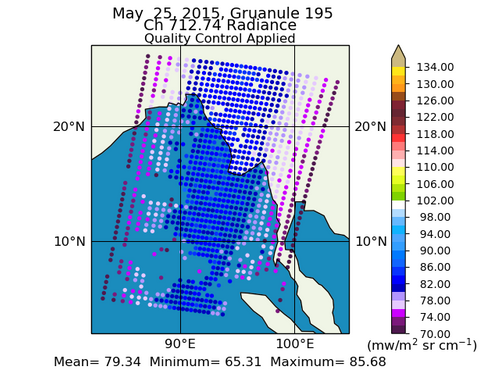 May  25, 2015, Gruanule 195
Ch 712.74 Radiance
Quality Control Applied
134.00
130.00
126.00
122.00
118.00
114.00
110.00
106.00
102.00
98.00
94.00
90.00
86.00
82.00
78.00
74.00
70.00
20°N 20°N
10°N 10°N
90°E 100°E
(mw/m² sr cm⁻¹)
Mean= 79.34  Minimum= 65.31  Maximum= 85.68